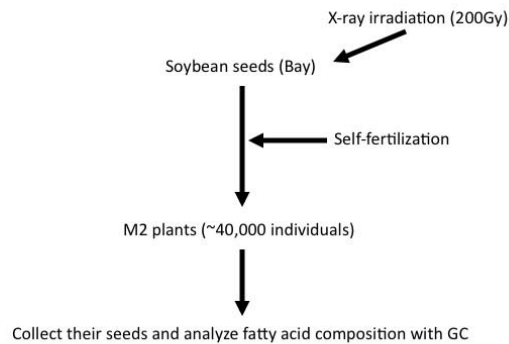 X-ray irradiation (200Gy)
Soybean seeds (Bay)
Self-fertilization
M2 plants (~40,000 individuals)
Collect their seeds and analyze fatty acid composition with GC